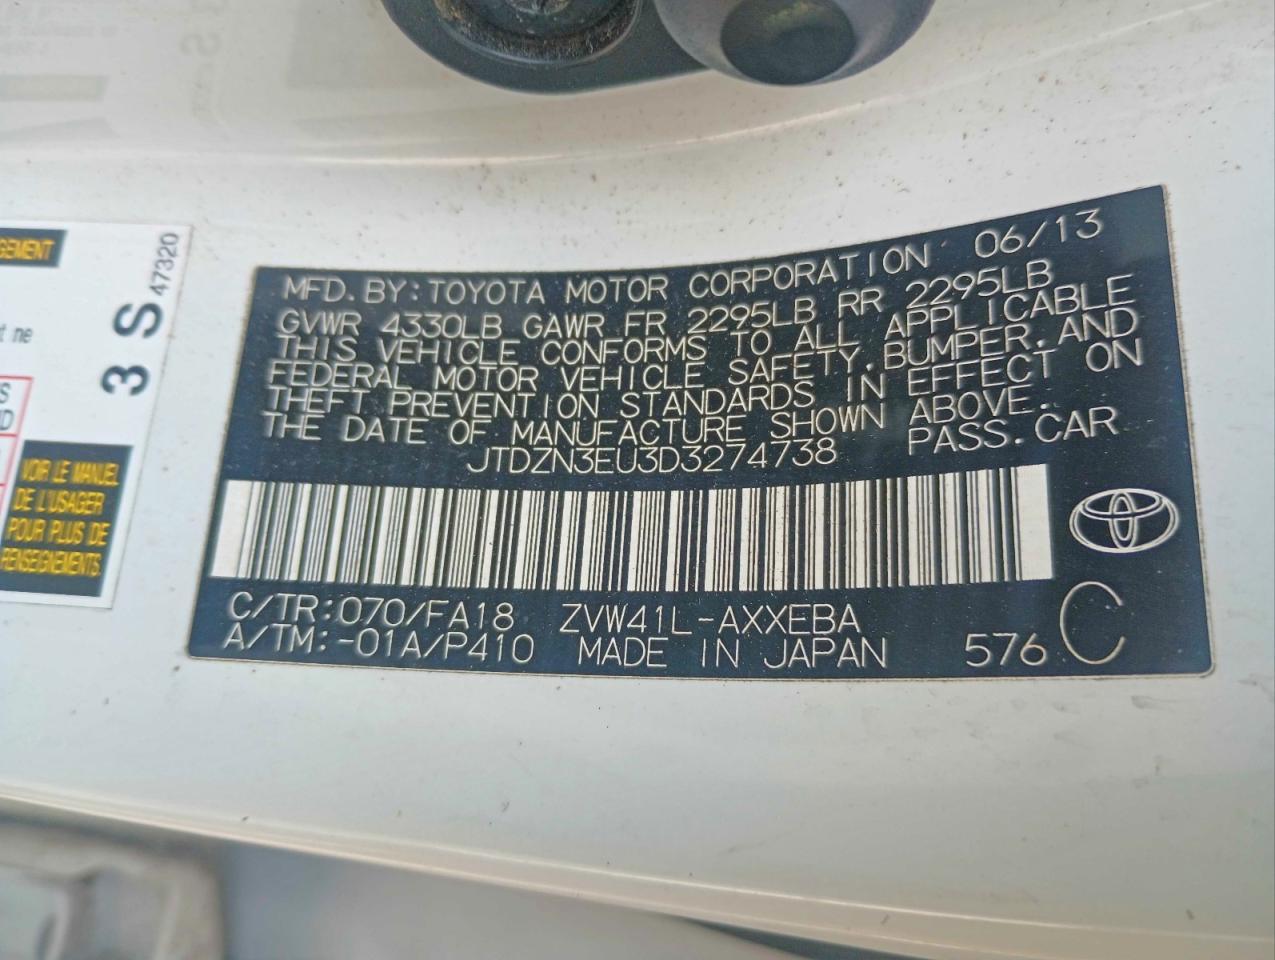 MFD.BY:TOYOTA MOTOR CORPORATION 06/13
GVWR 4330LB GAWR FR 2295LB RR 2295LB
THIS VEHICLE CONFORMS TO ALL APPLICABLE
FEDERAL MOTOR VEHICLE SAFETY,BUMPER,AND
THEFT PREVENTION STANDARDS IN EFFECT ON
THE DATE OF MANUFACTURE SHOWN ABOVE.
JTDZN3EU3D3274738 PASS.CAR
C/TR:070/FA18 ZVW41L-AXXEBA
A/TM:-01A/P410 MADE IN JAPAN 576 C
GEMENT
t ne
S
D
VOIR LE MANUEL
DE L'USAGER
POUR PLUS DE
RENSEIGNEMENTS.
3 S 47320